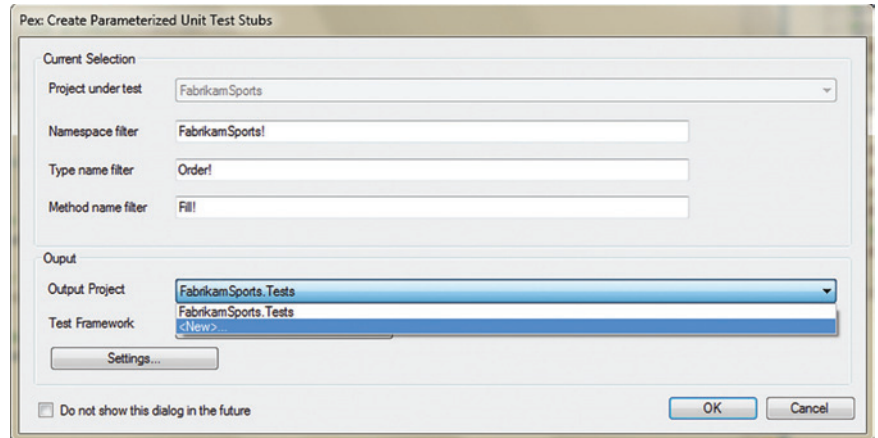 Pex: Create Parameterized Unit Test Stubs
Current Selection
Project under test
FabrikamSports
Namespace filter
FabrikamSports!
Type name filter
Order!
Method name filter
Fill!
Ouput
Output Project
FabrikamSports.Tests
FabrikamSports.Tests
Test Framework
<New>...
Settings...
Do not show this dialog in the future
OK
Cancel